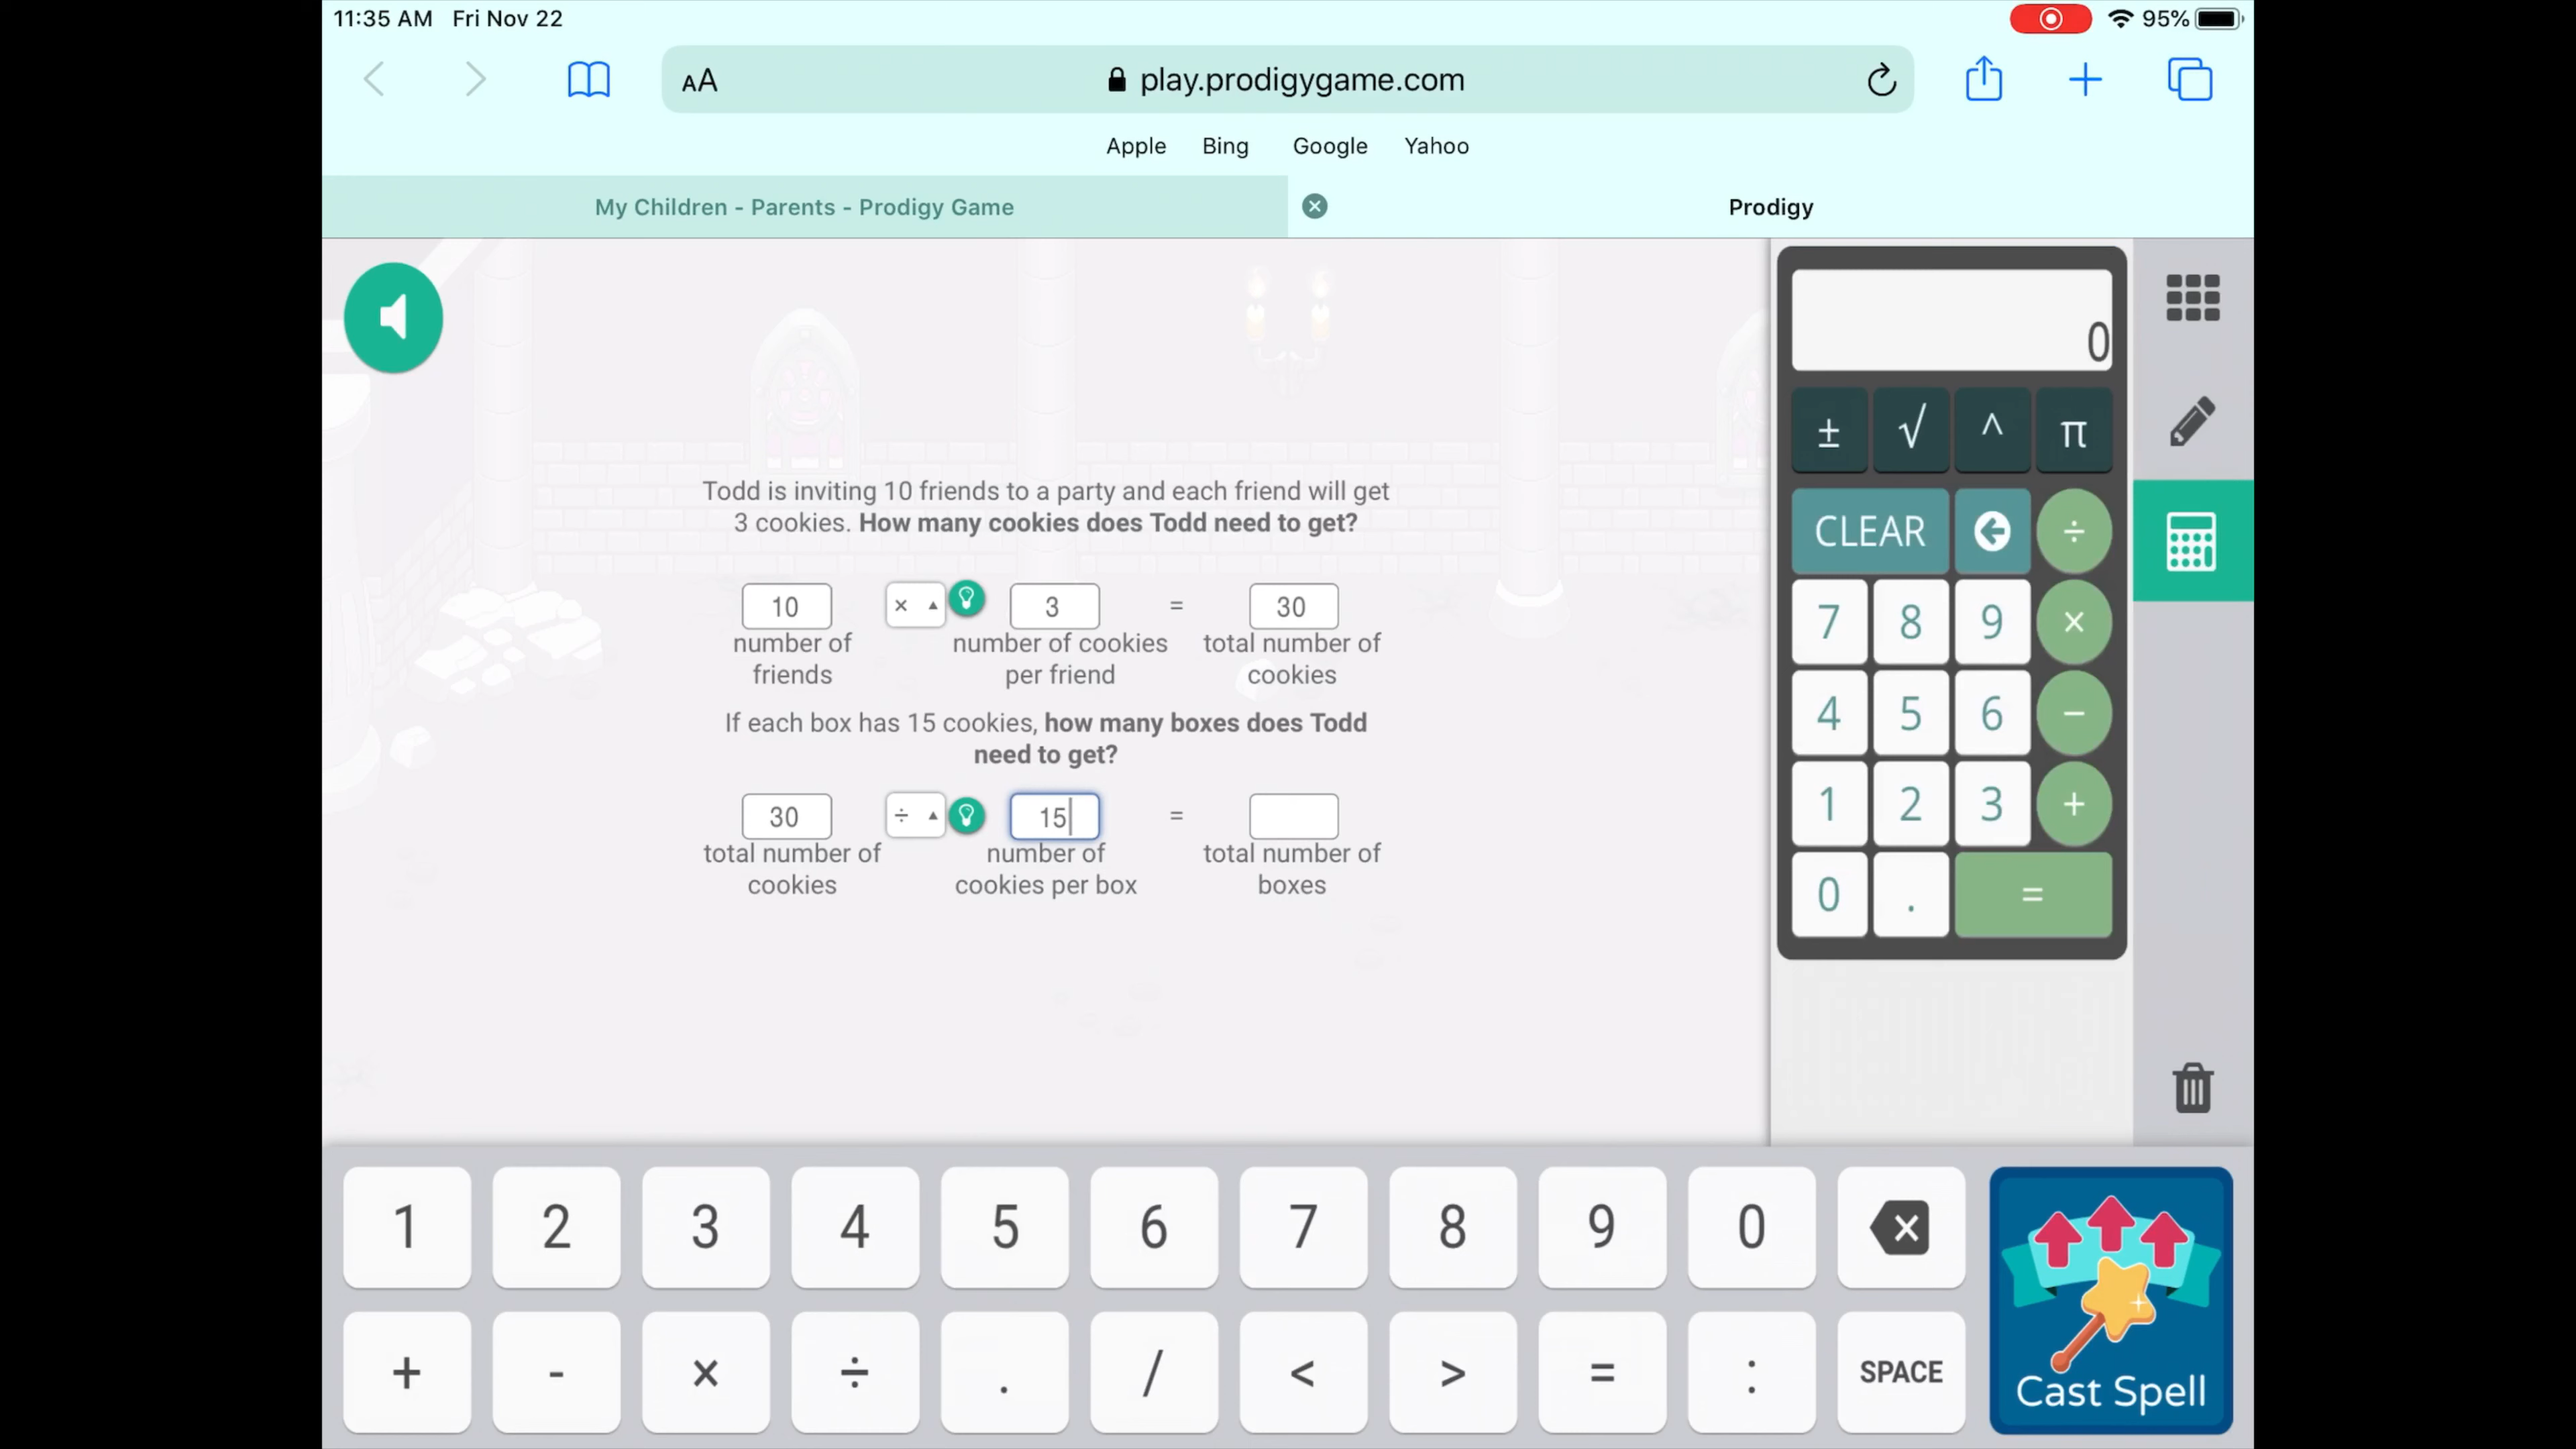 11:35 AM Fri Nov 22
95%
AA
play.prodigygame.com
Apple Bing Google Yahoo
My Children - Parents - Prodigy Game
Prodigy
Todd is inviting 10 friends to a party and each friend will get
3 cookies. How many cookies does Todd need to get?
10 × 3 = 30
number of number of cookies total number of
friends per friend cookies
If each box has 15 cookies, how many boxes does Todd
need to get?
30 ÷ 15 =
total number of number of total number of
cookies cookies per box boxes
0
± √ ^ π
CLEAR ÷
7 8 9 ×
4 5 6 −
1 2 3 +
0 . =
1 2 3 4 5 6 7 8 9 0
+ - × ÷ . / < > = : SPACE
Cast Spell